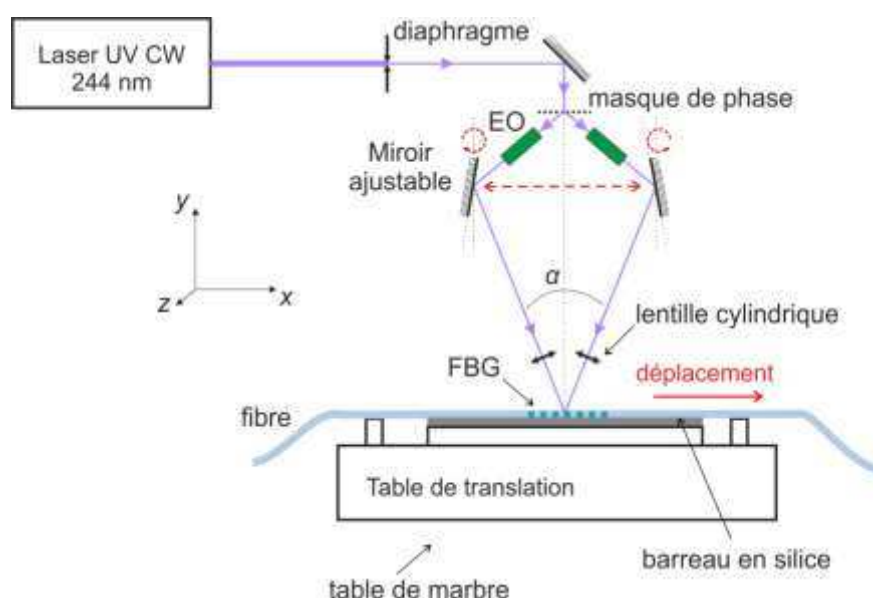 Laser UV CW
244 nm
diaphragme
masque de phase
EO
Miroir
ajustable
y
z
x
α
lentille cylindrique
FBG
déplacement
fibre
Table de translation
barreau en silice
table de marbre